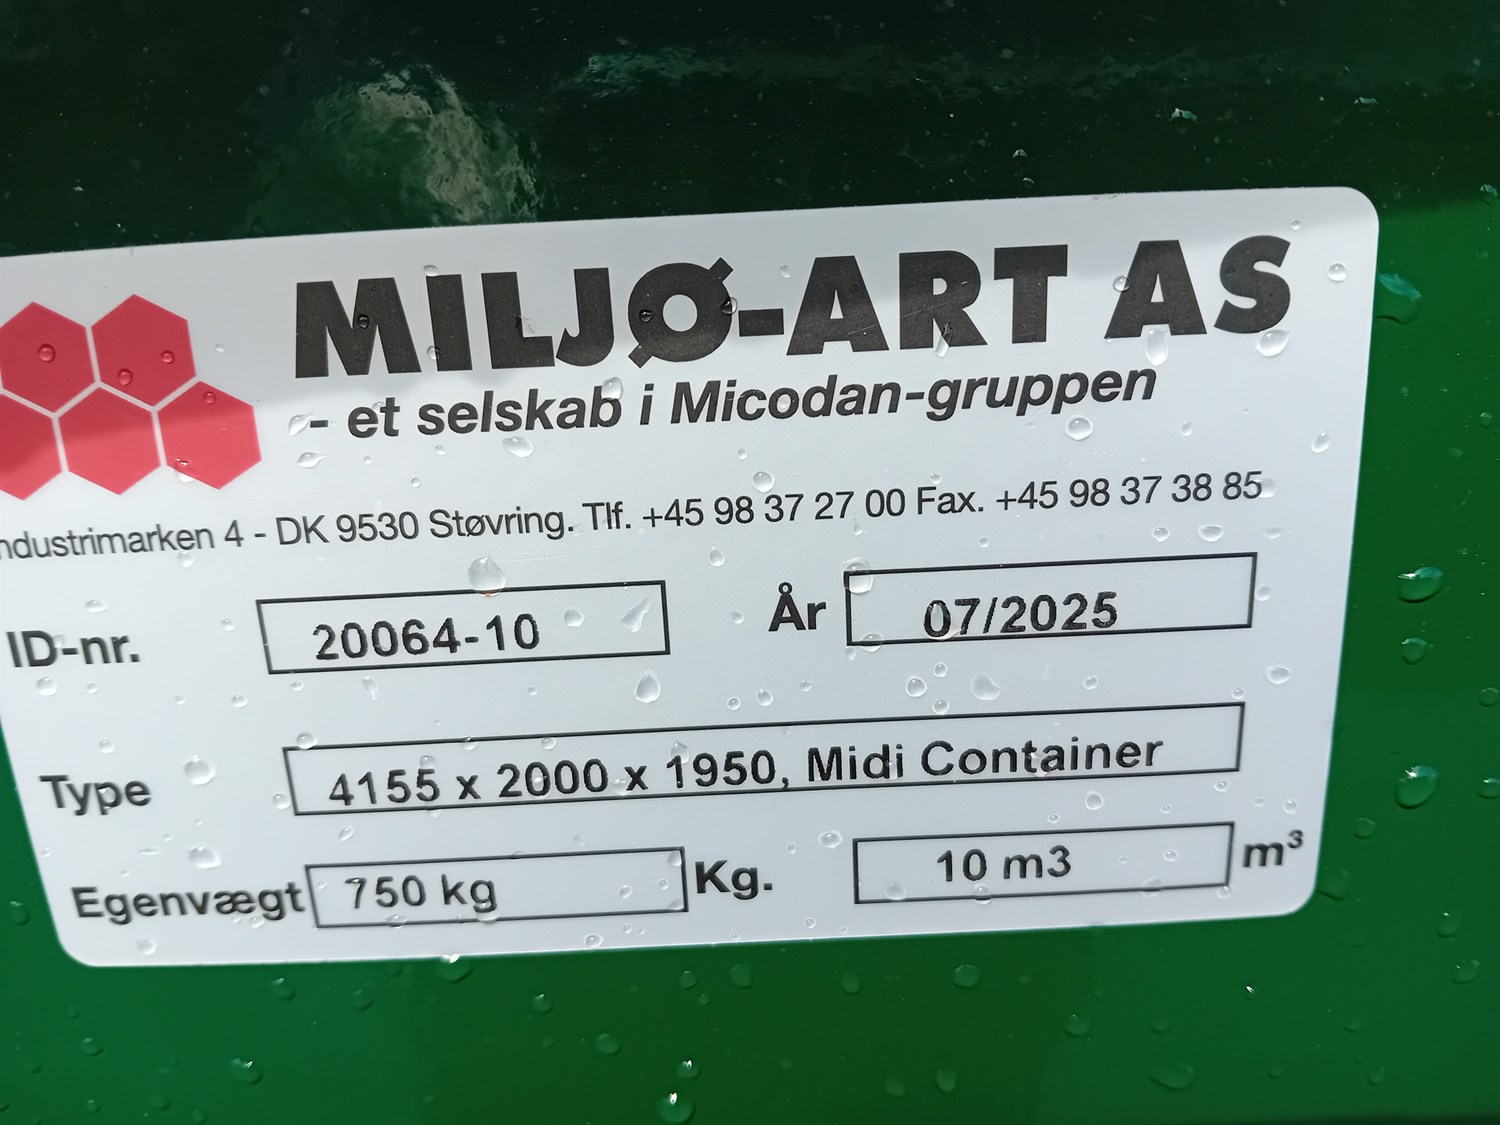 MILJØ-ART AS
- et selskab i Micodan-gruppen
ndustrimarken 4 - DK 9530 Støvring. Tlf. +45 98 37 27 00 Fax. +45 98 37 38 85
ID-nr. 20064-10 År 07/2025
Type 4155 x 2000 x 1950, Midi Container
Egenvægt 750 kg Kg. 10 m3 m³